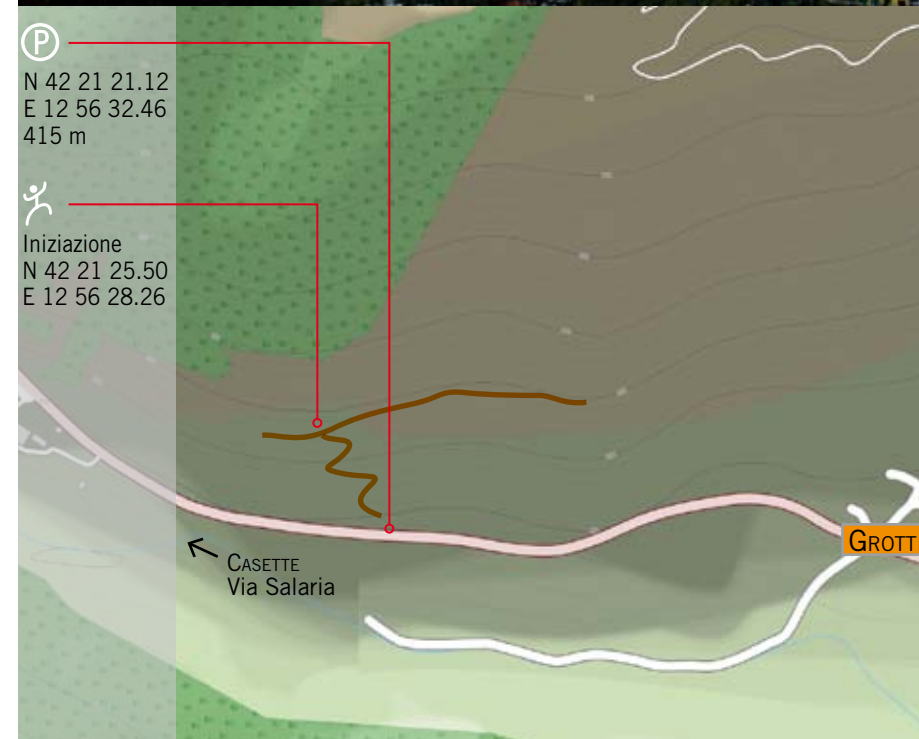 P
N 42 21 21.12
E 12 56 32.46
415 m
Iniziazione
N 42 21 25.50
E 12 56 28.26
CASETTE
Via Salaria
GROTT